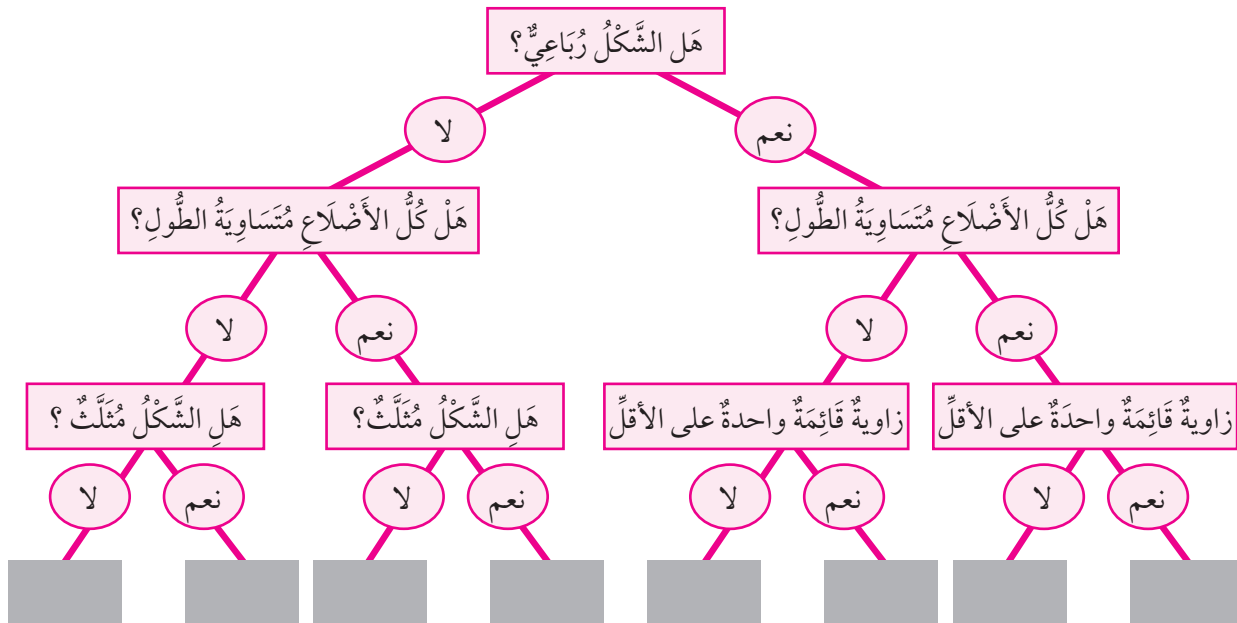 هَل الشَّكْلُ رُبَاعِيٌّ؟
نعم
لا
هَلْ كُلُّ الأَضْلَاعِ مُتَسَاوِيَةُ الطُّولِ؟
هَلْ كُلُّ الأَضْلَاعِ مُتَسَاوِيَةُ الطُّولِ؟
نعم
لا
نعم
لا
زاويةٌ قَائِمَةٌ واحدَةٌ على الأقلِّ
زاويةٌ قَائِمَةٌ واحدةٌ على الأقلِّ
هَلِ الشَّكْلُ مُثَلَّثٌ؟
هَلِ الشَّكْلُ مُثَلَّثٌ ؟
نعم
لا
نعم
لا
نعم
لا
نعم
لا